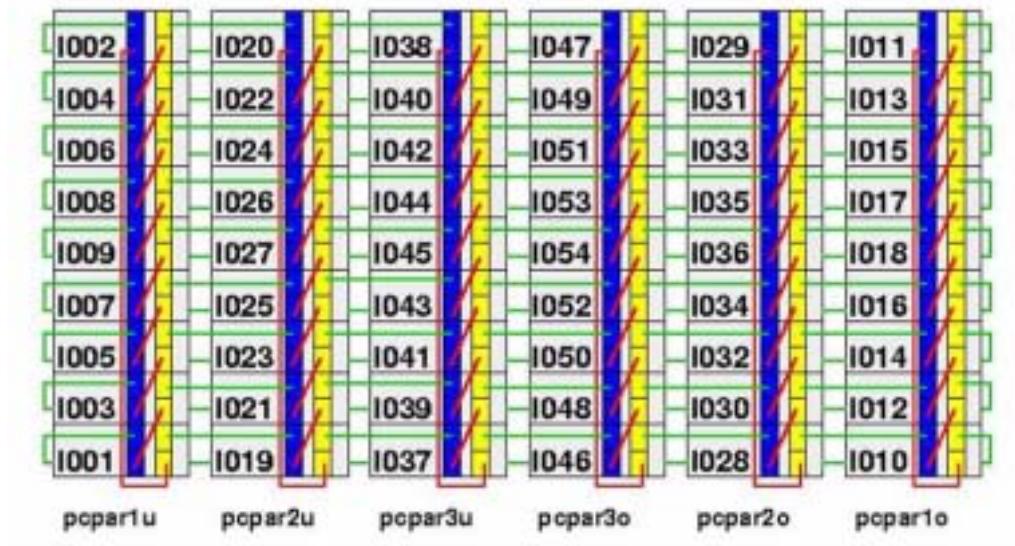 I002 I020 I038 I047 I029 I011
I004 I022 I040 I049 I031 I013
I006 I024 I042 I051 I033 I015
I008 I026 I044 I053 I035 I017
I009 I027 I045 I054 I036 I018
I007 I025 I043 I052 I034 I016
I005 I023 I041 I050 I032 I014
I003 I021 I039 I048 I030 I012
I001 I019 I037 I046 I028 I010
pcpar1u pcpar2u pcpar3u pcpar3o pcpar2o pcpar1o